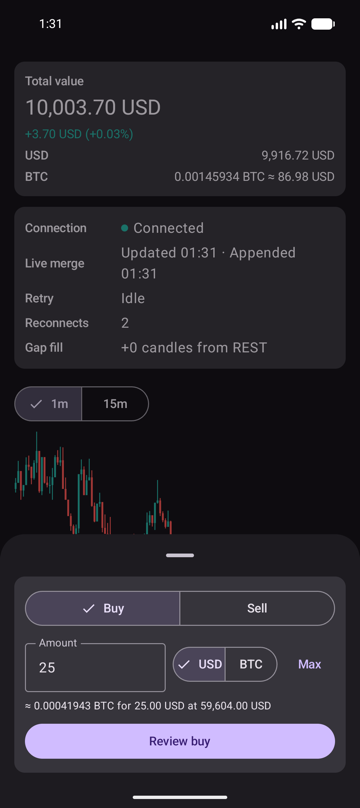 1:31
Total value
10,003.70 USD
+3.70 USD (+0.03%)
USD 9,916.72 USD
BTC 0.00145934 BTC ≈ 86.98 USD
Connection Connected
Live merge Updated 01:31 · Appended
01:31
Retry Idle
Reconnects 2
Gap fill +0 candles from REST
1m 15m
Buy Sell
Amount
25 USD BTC Max
≈ 0.00041943 BTC for 25.00 USD at 59,604.00 USD
Review buy